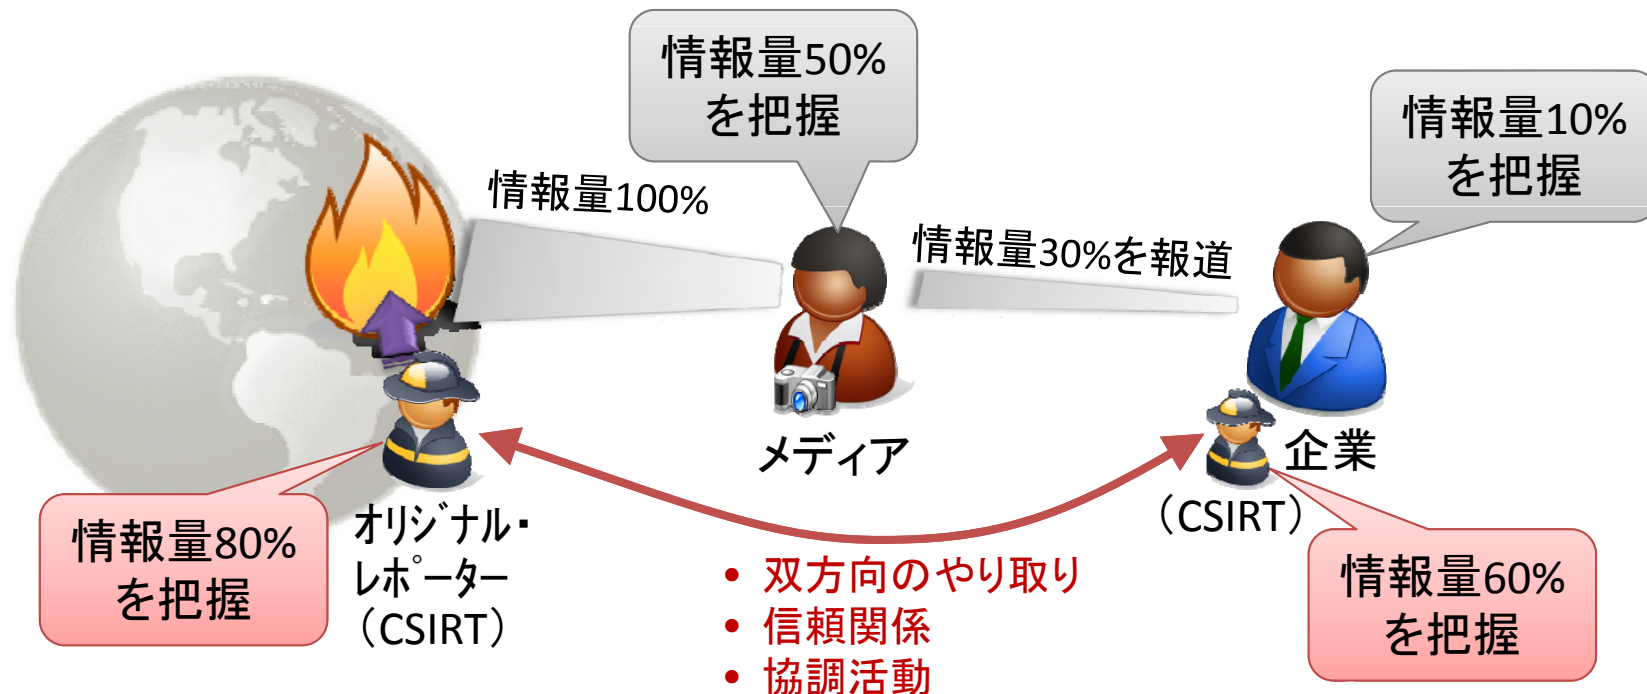 情報量50%
を把握
情報量10%
を把握
情報量100%
情報量30%を報道
メディア
企業
（CSIRT）
情報量80%
を把握
オリジナル・
レポーター
（CSIRT）
情報量60%
を把握
• 双方向のやり取り
• 信頼関係
• 協調活動